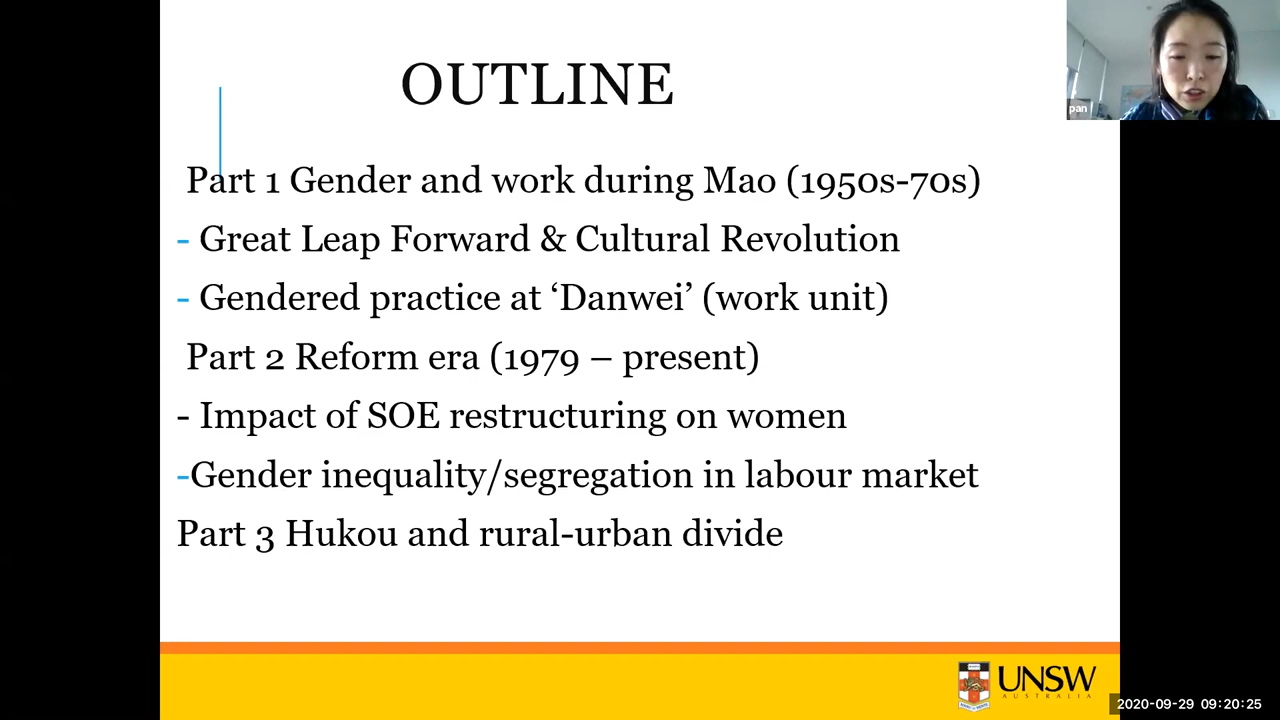 OUTLINE
pan
Part 1 Gender and work during Mao (1950s-70s)
- Great Leap Forward & Cultural Revolution
- Gendered practice at ‘Danwei’ (work unit)
Part 2 Reform era (1979 – present)
- Impact of SOE restructuring on women
-Gender inequality/segregation in labour market
Part 3 Hukou and rural-urban divide
UNSW
AUSTRALIA
2020-09-29 09:20:25